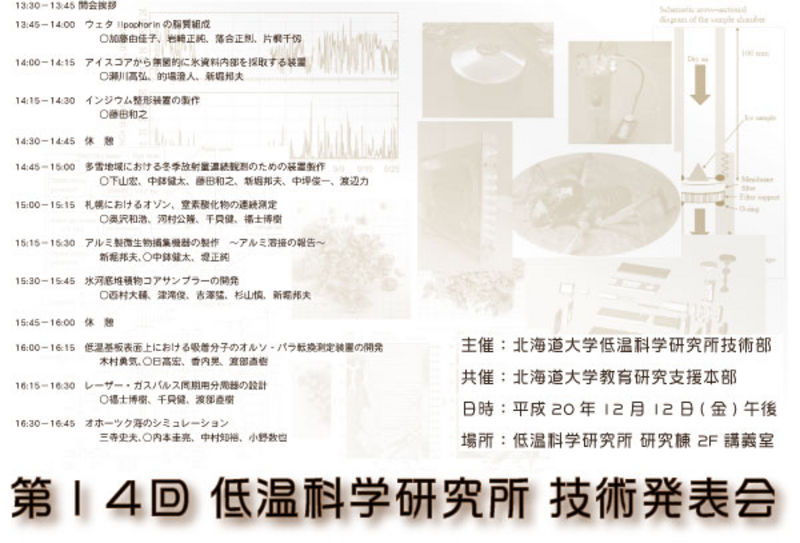 13:30－13:45 開会挨拶
13:45－14:00 ウェタ lipophorin の脂質組成
○加藤由佳子、岩崎正純、落合正則、片桐千仭
14:00－14:15 アイスコアから無菌的に氷資料内部を採取する装置
○瀬川高弘、的場澄人、新堀邦夫
14:15－14:30 インジウム整形装置の製作
○藤田和之
14:30－14:45 休 憩
14:45－15:00 多雪地域における冬季放射量連続観測のための装置製作
○下山宏、中鉢健太、藤田和之、新堀邦夫、中坪俊一、渡辺力
15:00－15:15 札幌におけるオゾン、窒素酸化物の連続測定
○奥沢和浩、河村公隆、千貝健、福士博樹
15:15－15:30 アルミ製微生物捕集機器の製作 ～アルミ溶接の報告～
新堀邦夫、○中鉢健太、堤正純
15:30－15:45 氷河底堆積物コアサンプラーの開発
○西村大輔、津滝俊、吉澤猛、杉山慎、新堀邦夫
15:45－16:00 休 憩
16:00－16:15 低温基板表面上における吸着分子のオルソ・パラ転換測定装置の開発
木村勇気、○日高宏、香内晃、渡部直樹
16:15－16:30 レーザー・ガスパルス同期用分周器の設計
○福士博樹、千貝健、渡部直樹
16:30－16:45 オホーツク海のシミュレーション
三寺史夫、○内本圭亮、中村知裕、小野数也
Schematic cross-sectional
diagram of the sample chamber
100 mm
Dry air
Ice sample
Membrane
filter
Filter support
O-ring
主催：北海道大学低温科学研究所技術部
共催：北海道大学教育研究支援本部
日時：平成 20 年 12 月 12 日 ( 金 ) 午後
場所：低温科学研究所 研究棟 2F 講義室
第１４回 低温科学研究所 技術発表会